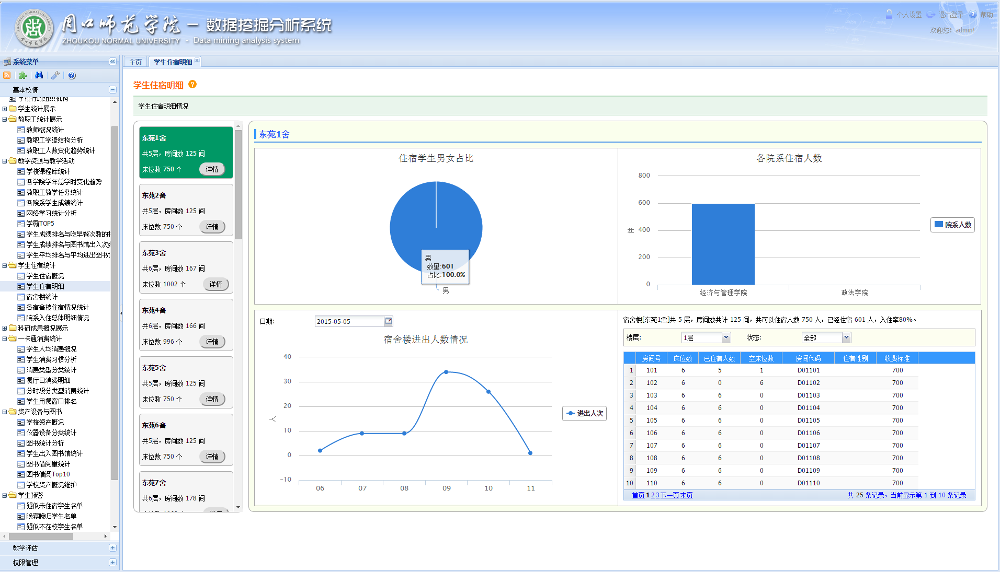 周口师范学院 - 数据挖掘分析系统
ZHOUKOU NORMAL UNIVERSITY - Data mining analysis system
个人设置 退出登录 帮助
欢迎您! admin!
系统菜单
基本校情
学校行政组织机构
学生统计展示
教职工统计展示
教师概况统计
教职工学缘结构分析
教职工人数变化趋势统计
教学资源与教学活动
学校课程库统计
各学院学年总学时变化趋势
教职工教学任务统计
各院系学生成绩统计
网络学习统计分析
学霸TOP5
学生成绩排名与吃早餐次数的
学生成绩排名与图书馆出入次数
学生平均排名与平均进出图书
学生住宿统计
学生住宿概况
学生住宿明细
宿舍楼统计
各宿舍楼住宿情况统计
院系入住总体明细情况
科研成果概况展示
一卡通消费统计
学生人均消费概况
学生消费习惯分析
消费类型分类统计
餐厅日消费明细
分时段分类型消费统计
学生用餐窗口排名
资产设备与图书
学校资产概况
仪器设备分类统计
图书统计分析
学生出入图书馆统计
图书借阅量统计
图书借阅Top10
学校资产概况维护
学生预警
疑似未住宿学生名单
晚寝晚归学生名单
疑似不在校学生名单
教学评估
权限管理
主页 学生住宿明细
学生住宿明细
学生住宿明细情况
东苑1舍
共5层，房间数 125 间
床位数 750 个 详情
东苑2舍
共5层，房间数 125 间
床位数 750 个 详情
东苑3舍
共6层，房间数 167 间
床位数 1002 个 详情
东苑4舍
共6层，房间数 166 间
床位数 996 个 详情
东苑5舍
共5层，房间数 125 间
床位数 750 个 详情
东苑6舍
共5层，房间数 125 间
床位数 750 个 详情
东苑7舍
共6层，房间数 178 间
东苑1舍
住宿学生男女占比
男
数量:601
占比:100.0%
男
各院系住宿人数
800
600
400
200
0
件
经济与管理学院 政法学院
院系人数
日期: 2015-05-05
宿舍楼进出人数情况
40
30
20
10
0
-10
人
06 07 08 09 10 11
进出人次
宿舍楼[东苑1舍]共 5 层，房间数共计 125 间，共可以住宿人数 750 人，已经住宿 601 人，入住率80%。
楼层: 1层 状态: 全部
房间号 床位数 已住宿人数 空床位数 房间代码 住宿性别 收费标准
1 101 6 5 1 D01101 700
2 102 6 0 6 D01102 700
3 103 6 6 0 D01103 700
4 104 6 6 0 D01104 700
5 105 6 6 0 D01105 700
6 106 6 6 0 D01106 700
7 107 6 6 0 D01107 700
8 108 6 6 0 D01108 700
9 109 6 6 0 D01109 700
10 110 6 6 0 D01110 700
首页 1 2 3 下一页 末页 共 25 条记录，当前显示第 1 到 10 条记录